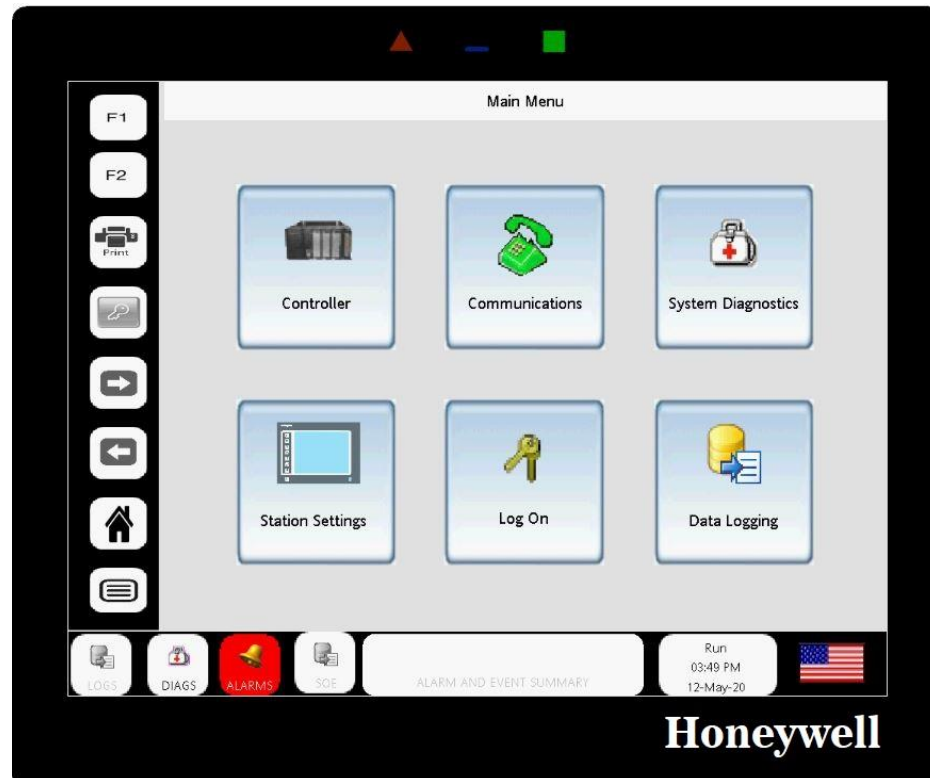 Main Menu
F1
F2
Print
Controller
Communications
System Diagnostics
Station Settings
Log On
Data Logging
LOGS
DIAGS
ALARMS
SOE
ALARM AND EVENT SUMMARY
Run
03:49 PM
12-May-20
Honeywell